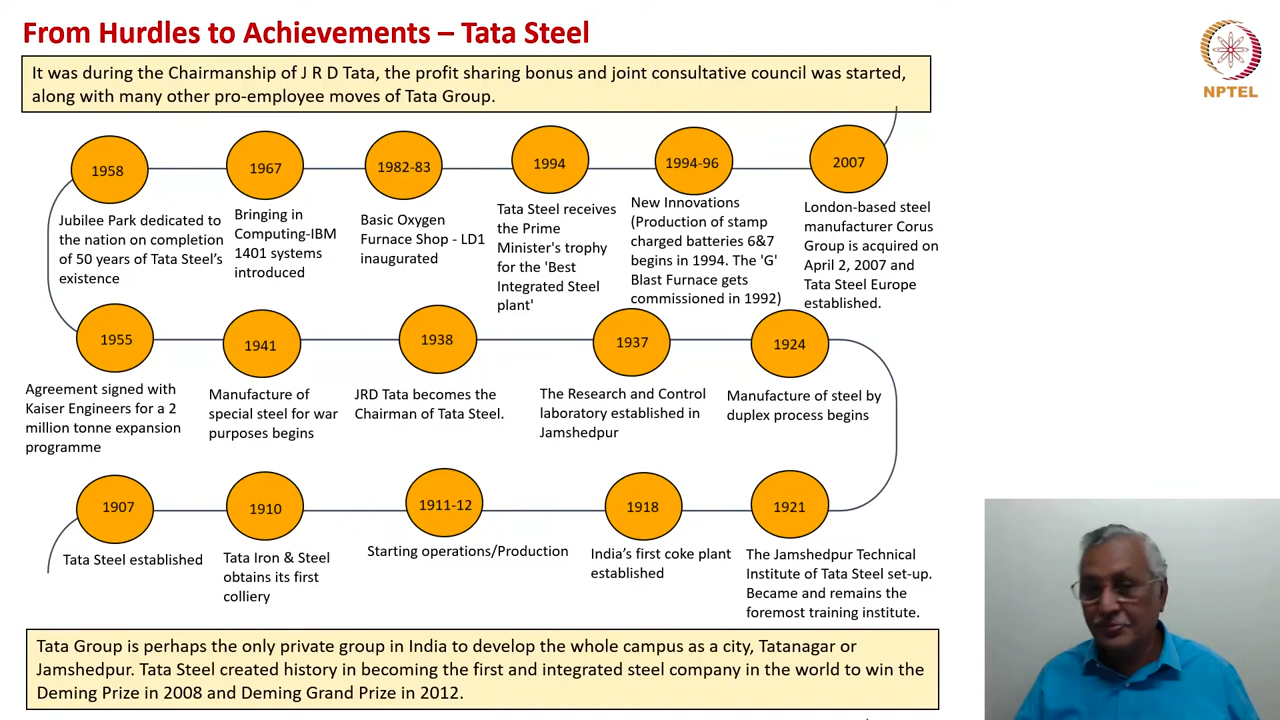 From Hurdles to Achievements – Tata Steel
NPTEL
It was during the Chairmanship of J R D Tata, the profit sharing bonus and joint consultative council was started,
along with many other pro-employee moves of Tata Group.
1958
Jubilee Park dedicated to
the nation on completion
of 50 years of Tata Steel’s
existence
1967
Bringing in
Computing-IBM
1401 systems
introduced
1982-83
Basic Oxygen
Furnace Shop - LD1
inaugurated
1994
Tata Steel receives
the Prime
Minister's trophy
for the 'Best
Integrated Steel
plant'
1994-96
New Innovations
(Production of stamp
charged batteries 6&7
begins in 1994. The 'G'
Blast Furnace gets
commissioned in 1992)
2007
London-based steel
manufacturer Corus
Group is acquired on
April 2, 2007 and
Tata Steel Europe
established.
1955
Agreement signed with
Kaiser Engineers for a 2
million tonne expansion
programme
1941
Manufacture of
special steel for war
purposes begins
1938
JRD Tata becomes the
Chairman of Tata Steel.
1937
The Research and Control
laboratory established in
Jamshedpur
1924
Manufacture of steel by
duplex process begins
1907
Tata Steel established
1910
Tata Iron & Steel
obtains its first
colliery
1911-12
Starting operations/Production
1918
India’s first coke plant
established
1921
The Jamshedpur Technical
Institute of Tata Steel set-up.
Became and remains the
foremost training institute.
Tata Group is perhaps the only private group in India to develop the whole campus as a city, Tatanagar or
Jamshedpur. Tata Steel created history in becoming the first and integrated steel company in the world to win the
Deming Prize in 2008 and Deming Grand Prize in 2012.